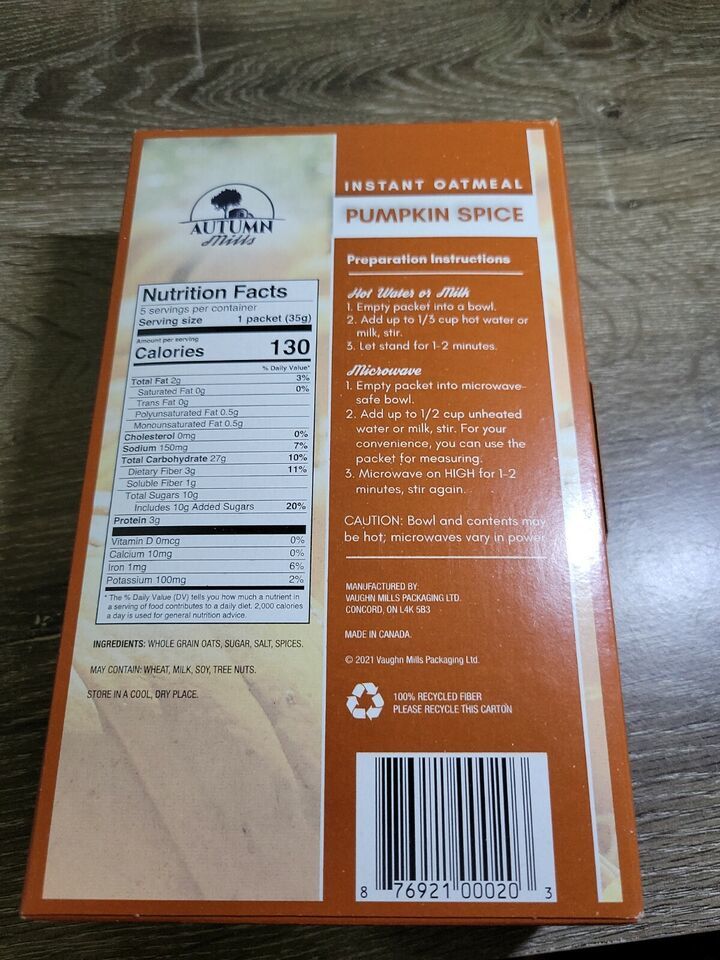 AUTUMN
Mills
Nutrition Facts
5 servings per container
Serving size 1 packet (35g)
Amount per serving
Calories 130
% Daily Value*
Total Fat 2g 3%
Saturated Fat 0g 0%
Trans Fat 0g
Polyunsaturated Fat 0.5g
Monounsaturated Fat 0.5g
Cholesterol 0mg 0%
Sodium 150mg 7%
Total Carbohydrate 27g 10%
Dietary Fiber 3g 11%
Soluble Fiber 1g
Total Sugars 10g
Includes 10g Added Sugars 20%
Protein 3g
Vitamin D 0mcg 0%
Calcium 10mg 0%
Iron 1mg 6%
Potassium 100mg 2%
* The % Daily Value (DV) tells you how much a nutrient in
a serving of food contributes to a daily diet. 2,000 calories
a day is used for general nutrition advice.
INGREDIENTS: WHOLE GRAIN OATS, SUGAR, SALT, SPICES.
MAY CONTAIN: WHEAT, MILK, SOY, TREE NUTS.
STORE IN A COOL, DRY PLACE.
INSTANT OATMEAL
PUMPKIN SPICE
Preparation Instructions
Hot Water or Milk
1. Empty packet into a bowl.
2. Add up to 1/3 cup hot water or
milk, stir.
3. Let stand for 1-2 minutes.
Microwave
1. Empty packet into microwave-
safe bowl.
2. Add up to 1/2 cup unheated
water or milk, stir. For your
convenience, you can use the
packet for measuring.
3. Microwave on HIGH for 1-2
minutes, stir again.
CAUTION: Bowl and contents may
be hot; microwaves vary in power
MANUFACTURED BY:
VAUGHN MILLS PACKAGING LTD.
CONCORD, ON L4K 5B3
MADE IN CANADA.
© 2021 Vaughn Mills Packaging Ltd.
100% RECYCLED FIBER
PLEASE RECYCLE THIS CARTON
8 76921 00020 3